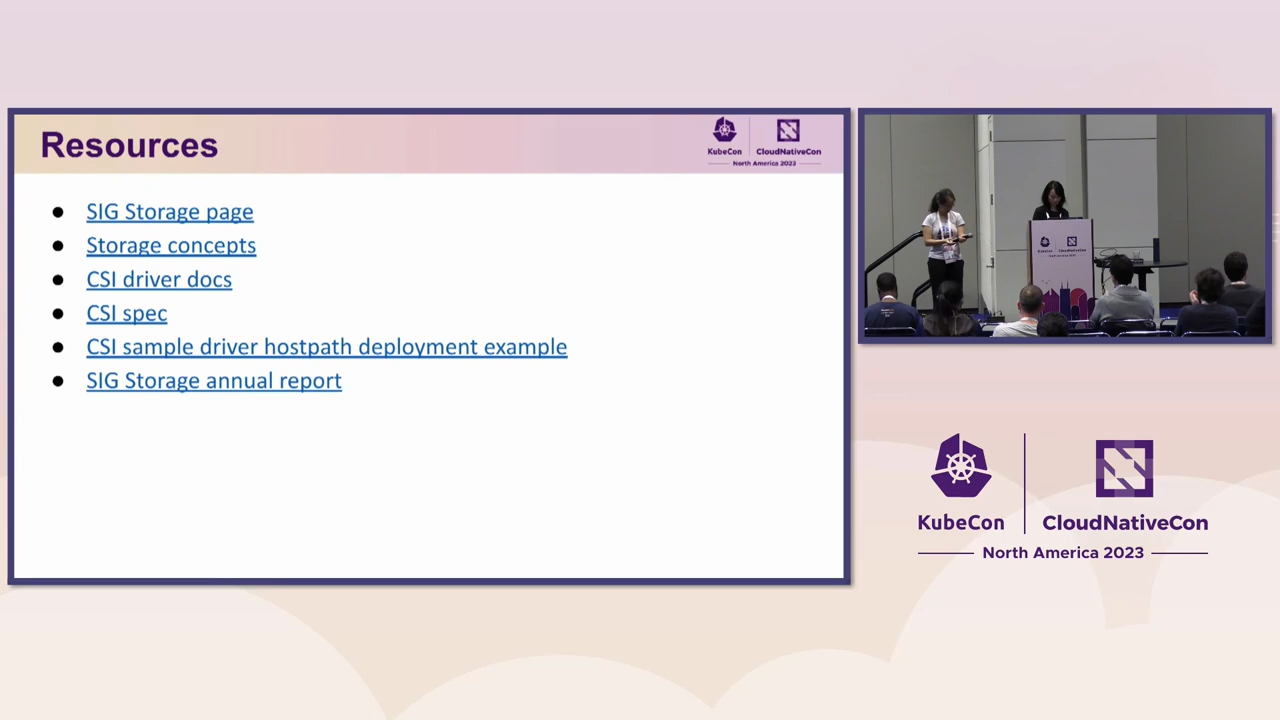 Resources
KubeCon
CloudNativeCon
North America 2023
SIG Storage page
Storage concepts
CSI driver docs
CSI spec
CSI sample driver hostpath deployment example
SIG Storage annual report
KubeCon
CloudNativeCon
North America 2023